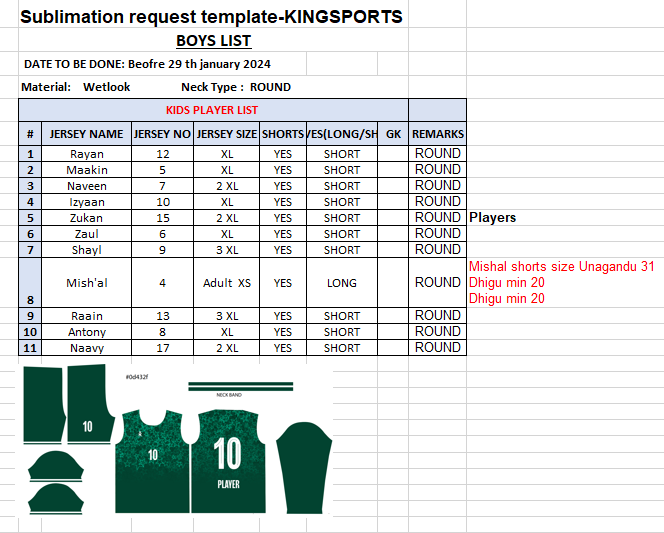 Sublimation request template-KINGSPORTS
BOYS LIST
DATE TO BE DONE: Beofre 29 th january 2024
Material: Wetlook Neck Type : ROUND
KIDS PLAYER LIST
# JERSEY NAME JERSEY NO JERSEY SIZE SHORTS VES(LONG/SH GK REMARKS
1 Rayan 12 XL YES SHORT ROUND
2 Maakin 5 XL YES SHORT ROUND
3 Naveen 7 2 XL YES SHORT ROUND
4 Izyaan 10 XL YES SHORT ROUND
5 Zukan 15 2 XL YES SHORT ROUND Players
6 Zaul 6 XL YES SHORT ROUND
7 Shayl 9 3 XL YES SHORT ROUND
8 Mish'al 4 Adult XS YES LONG ROUND Mishal shorts size Unagandu 31
Dhigu min 20
Dhigu min 20
9 Raain 13 3 XL YES SHORT ROUND
10 Antony 8 XL YES SHORT ROUND
11 Naavy 17 2 XL YES SHORT ROUND
#0d432f
NECK BAND
10
10
10
PLAYER